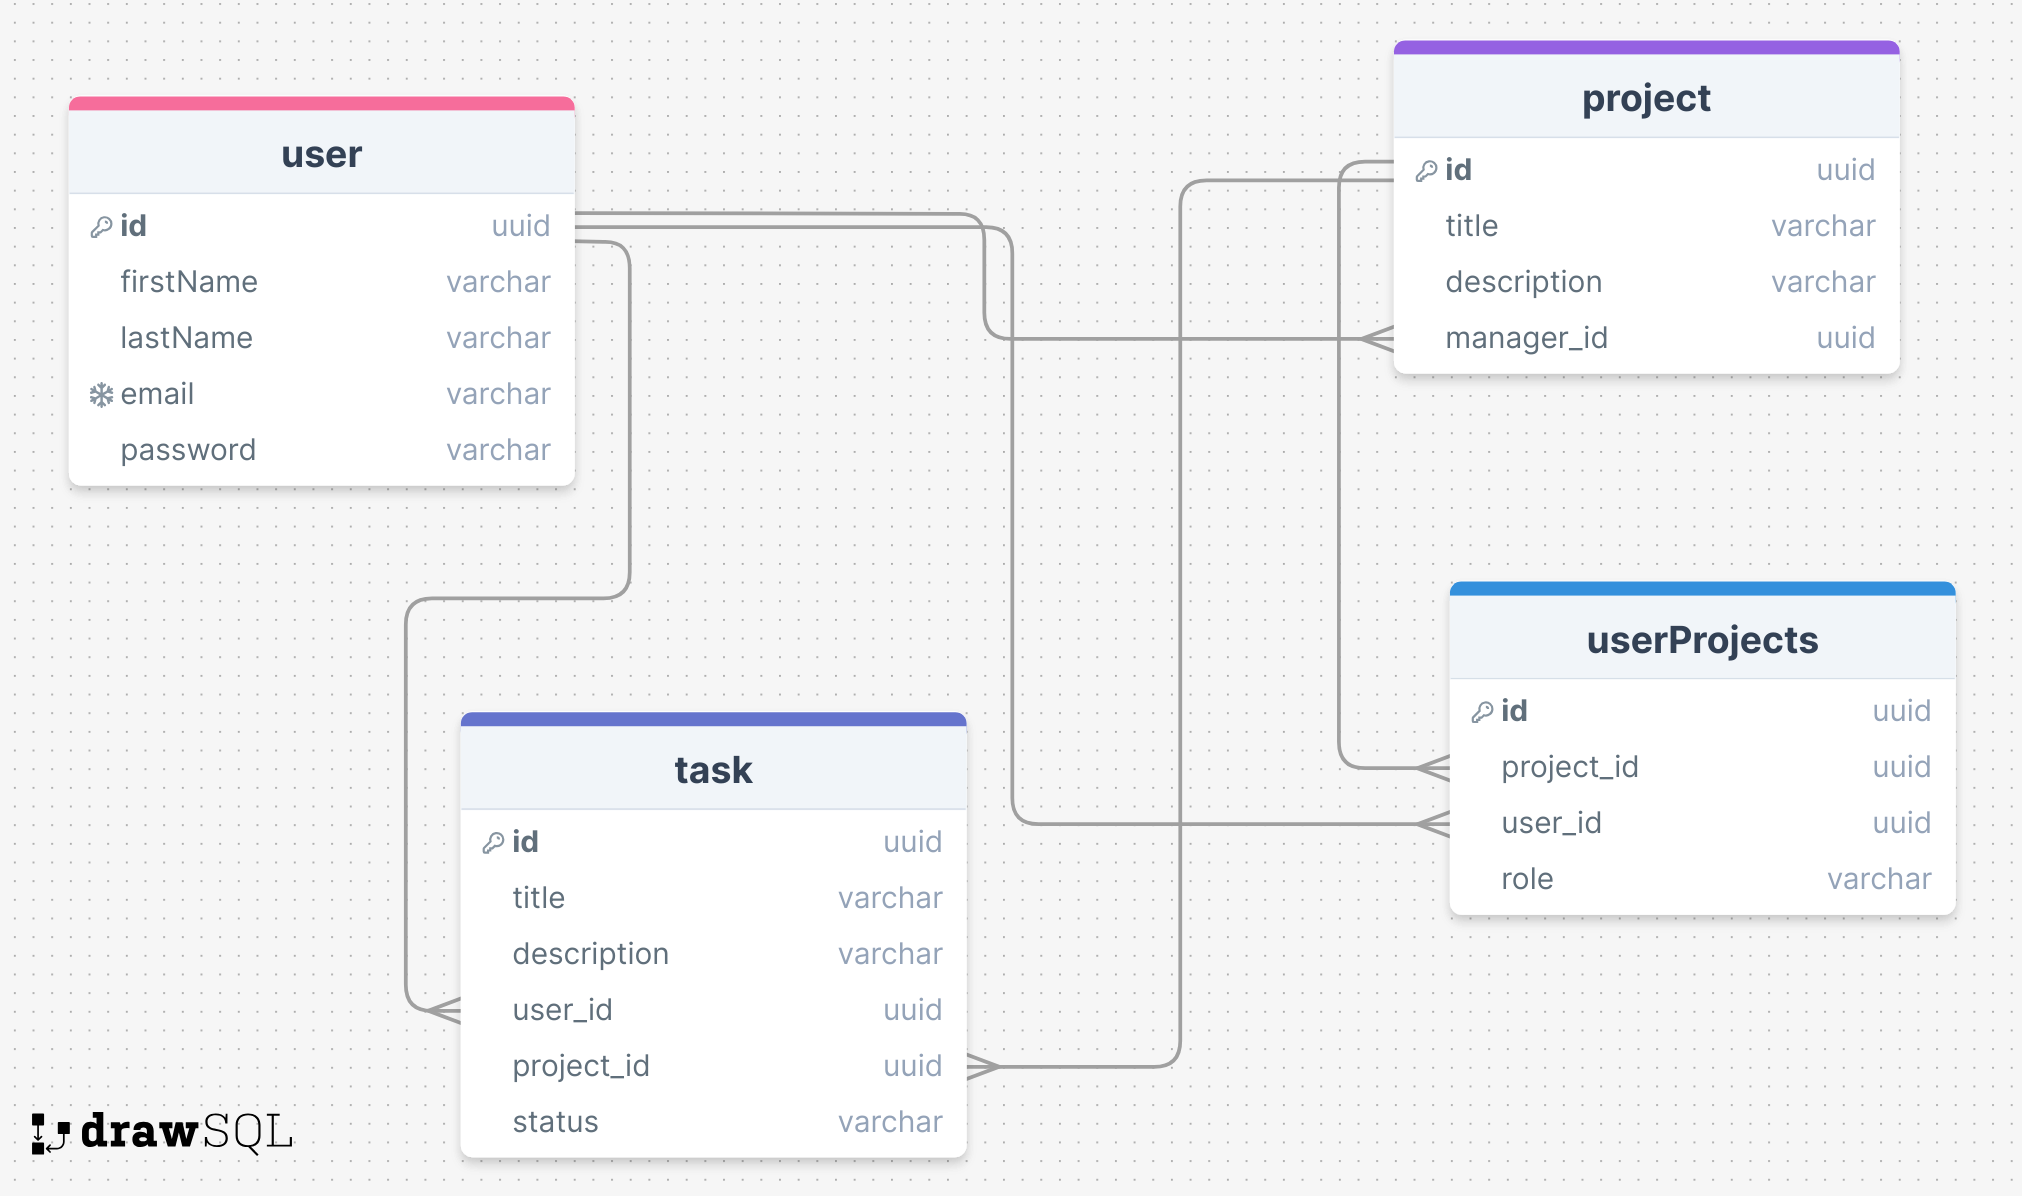 user
id uuid
firstName varchar
lastName varchar
email varchar
password varchar
project
id uuid
title varchar
description varchar
manager_id uuid
userProjects
id uuid
project_id uuid
user_id uuid
role varchar
task
id uuid
title varchar
description varchar
user_id uuid
project_id uuid
status varchar
drawSQL